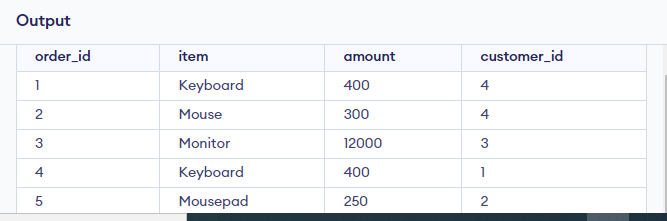 Output
order_id item amount customer_id
1 Keyboard 400 4
2 Mouse 300 4
3 Monitor 12000 3
4 Keyboard 400 1
5 Mousepad 250 2